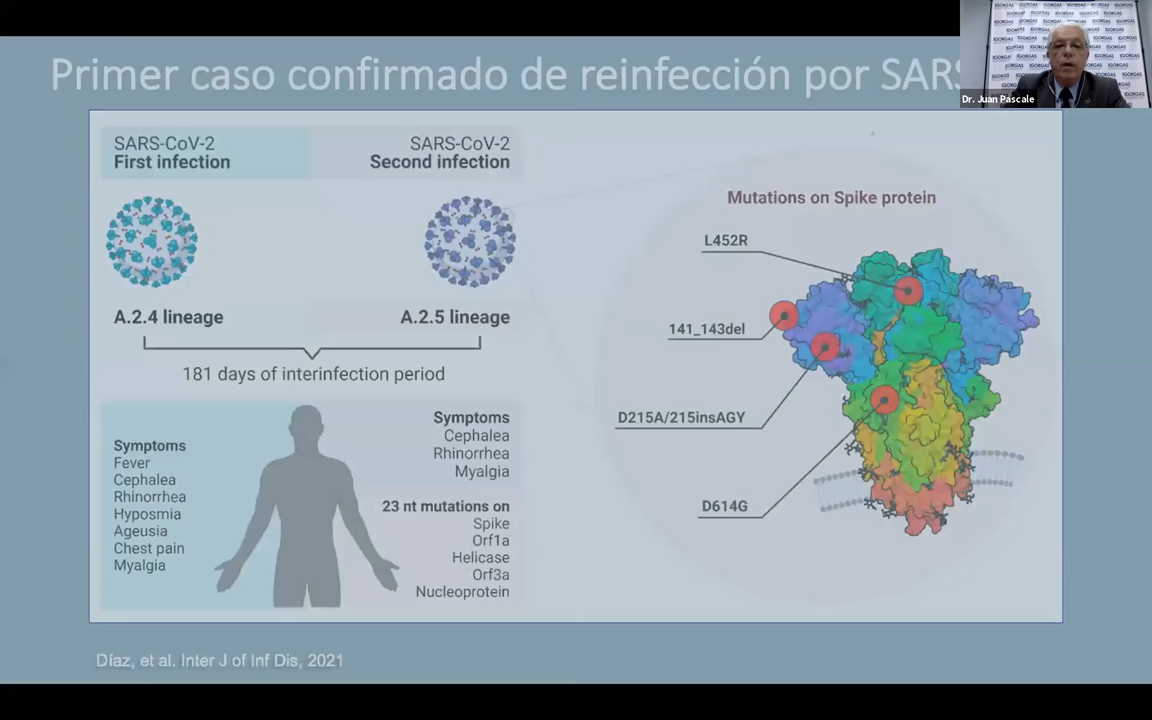 Primer caso confirmado de reinfección por SARS
IGORGAS
Dr. Juan Pascale
SARS-CoV-2
First infection
SARS-CoV-2
Second infection
A.2.4 lineage
A.2.5 lineage
181 days of interinfection period
Symptoms
Fever
Cephalea
Rhinorrhea
Hyposmia
Ageusia
Chest pain
Myalgia
Symptoms
Cephalea
Rhinorrhea
Myalgia
23 nt mutations on
Spike
Orf1a
Helicase
Orf3a
Nucleoprotein
Mutations on Spike protein
L452R
141_143del
D215A/215insAGY
D614G
Díaz, et al. Inter J of Inf Dis, 2021